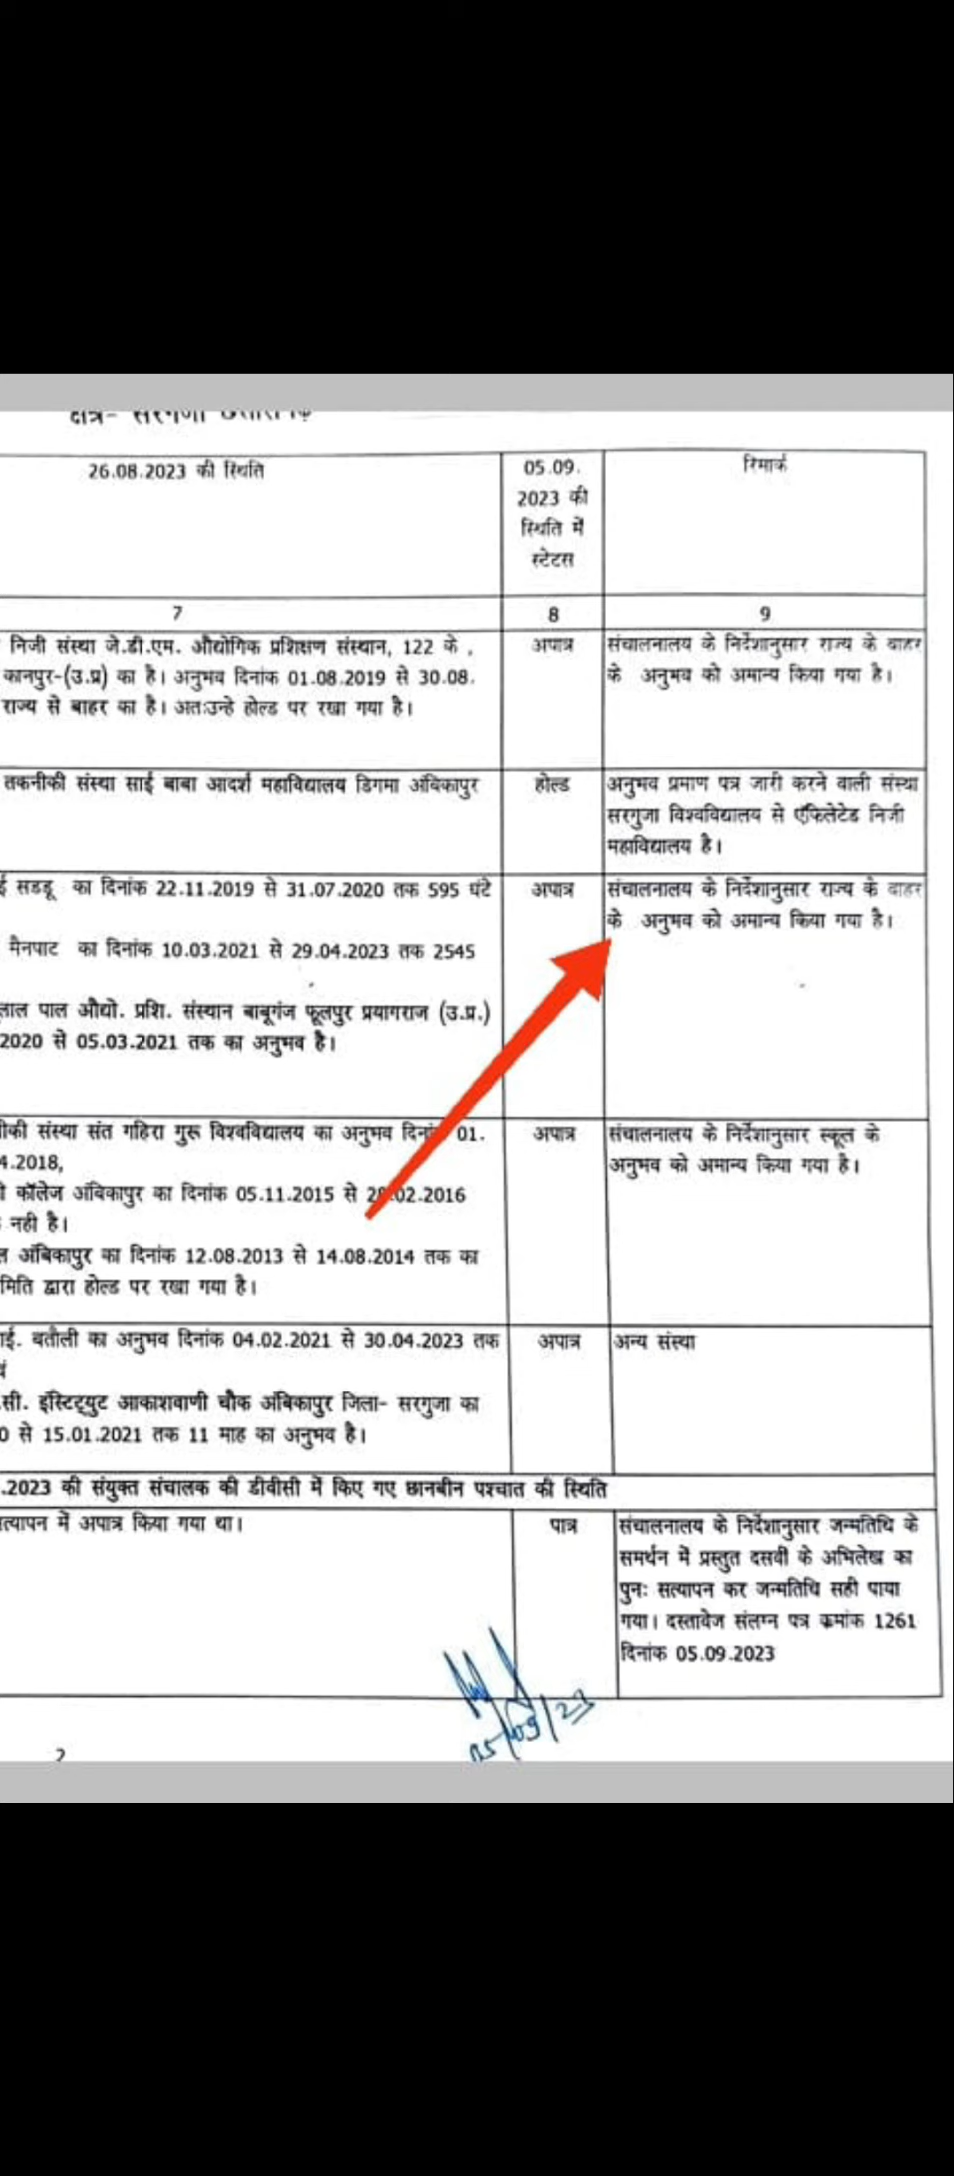 क्षेत्र- सरगुजा छत्तीसगढ़
26.08.2023 की स्थिति
05.09.
2023 की
स्थिति में
स्टेटस
रिमार्क
7
8
9
निजी संस्था जे.डी.एम. औद्योगिक प्रशिक्षण संस्थान, 122 के ,
कानपुर-(उ.प्र) का है। अनुभव दिनांक 01.08.2019 से 30.08.
राज्य से बाहर का है। अतःउन्हे होल्ड पर रखा गया है।
अपात्र
संचालनालय के निर्देशानुसार राज्य के बाहर
के अनुभव को अमान्य किया गया है।
तकनीकी संस्था साई बाबा आदर्श महाविद्यालय डिगमा अंबिकापुर
होल्ड
अनुभव प्रमाण पत्र जारी करने वाली संस्था
सरगुजा विश्वविद्यालय से एफिलेटेड निजी
महाविद्यालय है।
ई सडडू का दिनांक 22.11.2019 से 31.07.2020 तक 595 घंटे
मैनपाट का दिनांक 10.03.2021 से 29.04.2023 तक 2545
लाल पाल औद्यो. प्रशि. संस्थान बाबूगंज फूलपुर प्रयागराज (उ.प्र.)
2020 से 05.03.2021 तक का अनुभव है।
अपात्र
संचालनालय के निर्देशानुसार राज्य के बाहर
के अनुभव को अमान्य किया गया है।
ीकी संस्था संत गहिरा गुरू विश्वविद्यालय का अनुभव दिनांक 01.
4.2018,
ी कॉलेज अंबिकापुर का दिनांक 05.11.2015 से 02.2016
नही है।
ल अंबिकापुर का दिनांक 12.08.2013 से 14.08.2014 तक का
मिति द्वारा होल्ड पर रखा गया है।
अपात्र
संचालनालय के निर्देशानुसार स्कूल के
अनुभव को अमान्य किया गया है।
ाई. बतौली का अनुभव दिनांक 04.02.2021 से 30.04.2023 तक
वं
.सी. इंस्टिट्युट आकाशवाणी चौक अंबिकापुर जिला- सरगुजा का
0 से 15.01.2021 तक 11 माह का अनुभव है।
अपात्र
अन्य संस्था
.2023 की संयुक्त संचालक की डीवीसी में किए गए छानबीन पश्चात की स्थिति
त्यापन में अपात्र किया गया था।
पात्र
संचालनालय के निर्देशानुसार जन्मतिथि के
समर्थन में प्रस्तुत दसवी के अभिलेख का
पुनः सत्यापन कर जन्मतिथि सही पाया
गया। दस्तावेज संलग्न पत्र क्रमांक 1261
दिनांक 05.09.2023
05/09/23
2